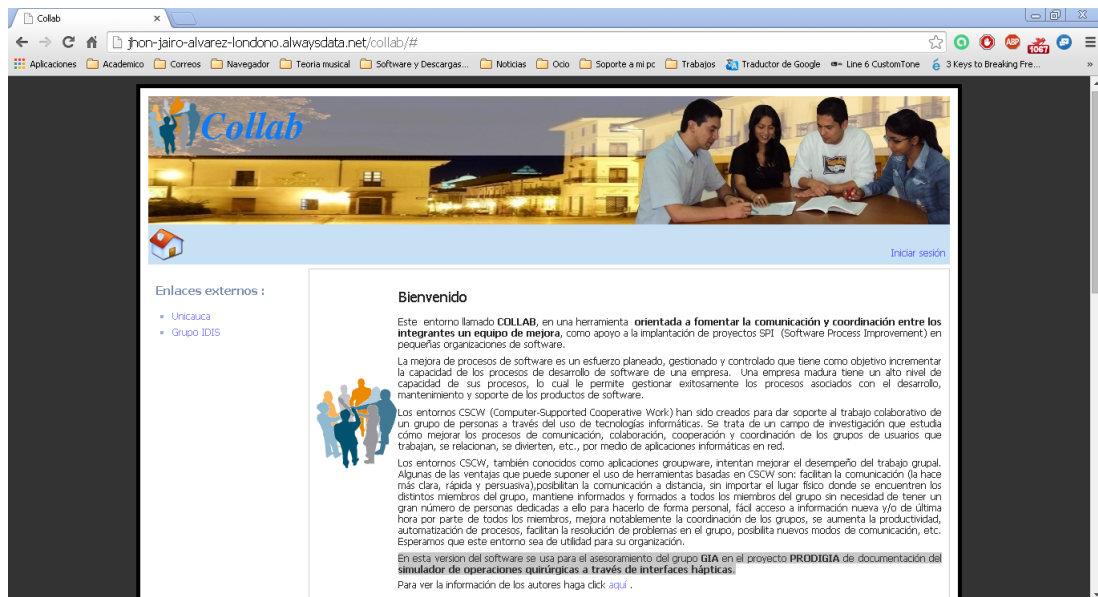 Collab
jhon-jairo-alvarez-londono.alwaysdata.net/collab/#
ABP
1067
Aplicaciones Academico Correos Navegador Teoria musical Software y Descargas... Noticias Ocio Soporte a mi pc Trabajos Traductor de Google Line 6 CustomTone 3 Keys to Breaking Fre... »
Collab
Iniciar sesión
Enlaces externos :
Unicauca
Grupo IDIS
Bienvenido
Este entorno llamado COLLAB, en una herramienta orientada a fomentar la comunicación y coordinación entre los
integrantes un equipo de mejora, como apoyo a la implantación de proyectos SPI (Software Process Improvement) en
pequeñas organizaciones de software.
La mejora de procesos de software es un esfuerzo planeado, gestionado y controlado que tiene como objetivo incrementar
la capacidad de los procesos de desarrollo de software de una empresa. Una empresa madura tiene un alto nivel de
capacidad de sus procesos, lo cual le permite gestionar exitosamente los procesos asociados con el desarrollo,
mantenimiento y soporte de los productos de software.
Los entornos CSCW (Computer-Supported Cooperative Work) han sido creados para dar soporte al trabajo colaborativo de
un grupo de personas a través del uso de tecnologías informáticas. Se trata de un campo de investigación que estudia
cómo mejorar los procesos de comunicación, colaboración, cooperación y coordinación de los grupos de usuarios que
trabajan, se relacionan, se divierten, etc., por medio de aplicaciones informáticas en red.
Los entornos CSCW, también conocidos como aplicaciones groupware, intentan mejorar el desempeño del trabajo grupal.
Algunas de las ventajas que puede suponer el uso de herramientas basadas en CSCW son: facilitan la comunicación (la hace
más clara, rápida y persuasiva),posibilitan la comunicación a distancia, sin importar el lugar físico donde se encuentren los
distintos miembros del grupo, mantiene informados y formados a todos los miembros del grupo sin necesidad de tener un
gran número de personas dedicadas a ello para hacerlo de forma personal, fácil acceso a información nueva y/o de última
hora por parte de todos los miembros, mejora notablemente la coordinación de los grupos, se aumenta la productividad,
automatización de procesos, facilitan la resolución de problemas en el grupo, posibilita nuevos modos de comunicación, etc.
Esperamos que este entorno sea de utilidad para su organización.
En esta version del software se usa para el asesoramiento del grupo GIA en el proyecto PRODIGIA de documentación del
simulador de operaciones quirúrgicas a través de interfaces hápticas.
Para ver la información de los autores haga click aquí .